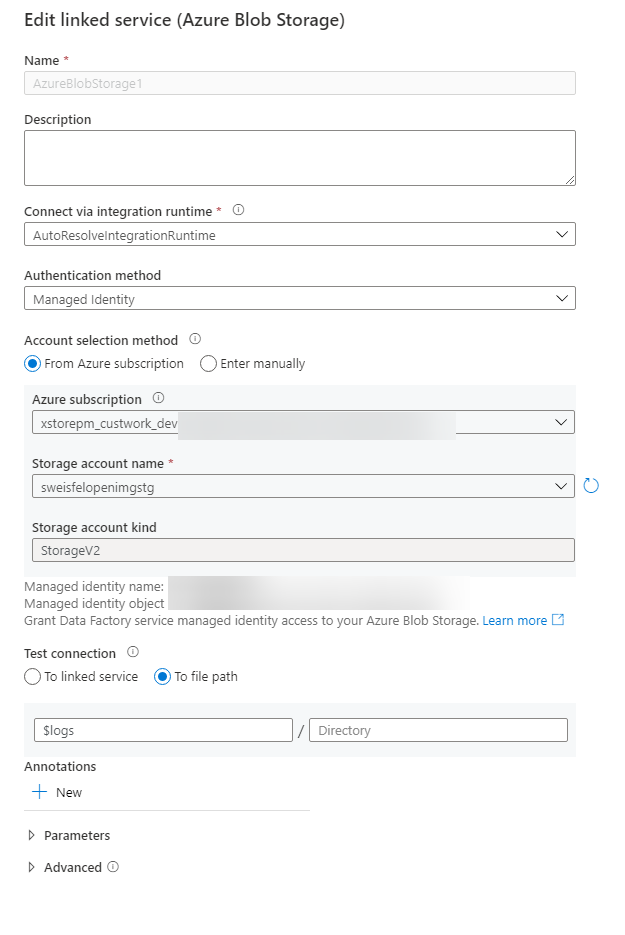 Edit linked service (Azure Blob Storage)
Name *
AzureBlobStorage1
Description
Connect via integration runtime *
AutoResolveIntegrationRuntime
Authentication method
Managed Identity
Account selection method
From Azure subscription Enter manually
Azure subscription
xstorepm_custwork_dev
Storage account name *
sweisfelopenimgstg
Storage account kind
StorageV2
Managed identity name:
Managed identity object
Grant Data Factory service managed identity access to your Azure Blob Storage. Learn more
Test connection
To linked service To file path
$logs / Directory
Annotations
New
Parameters
Advanced